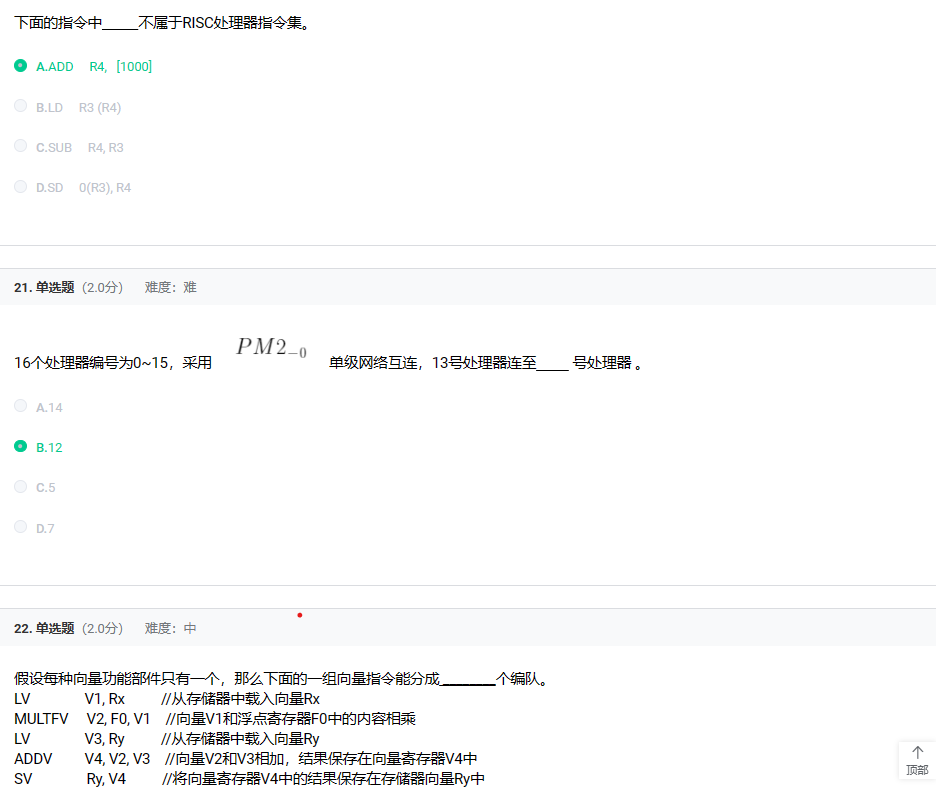 下面的指令中_____不属于RISC处理器指令集。
A.ADD R4, [1000]
B.LD R3 (R4)
C.SUB R4, R3
D.SD 0(R3), R4
21. 单选题 (2.0分) 难度：难
16个处理器编号为0~15，采用 PM2₋₀ 单级网络互连，13号处理器连至____ 号处理器 。
A.14
B.12
C.5
D.7
22. 单选题 (2.0分) 难度：中
假设每种向量功能部件只有一个，那么下面的一组向量指令能分成_______个编队。
LV V1, Rx //从存储器中载入向量Rx
MULTFV V2, F0, V1 //向量V1和浮点寄存器F0中的内容相乘
LV V3, Ry //从存储器中载入向量Ry
ADDV V4, V2, V3 //向量V2和V3相加，结果保存在向量寄存器V4中
SV Ry, V4 //将向量寄存器V4中的结果保存在存储器向量Ry中
顶部